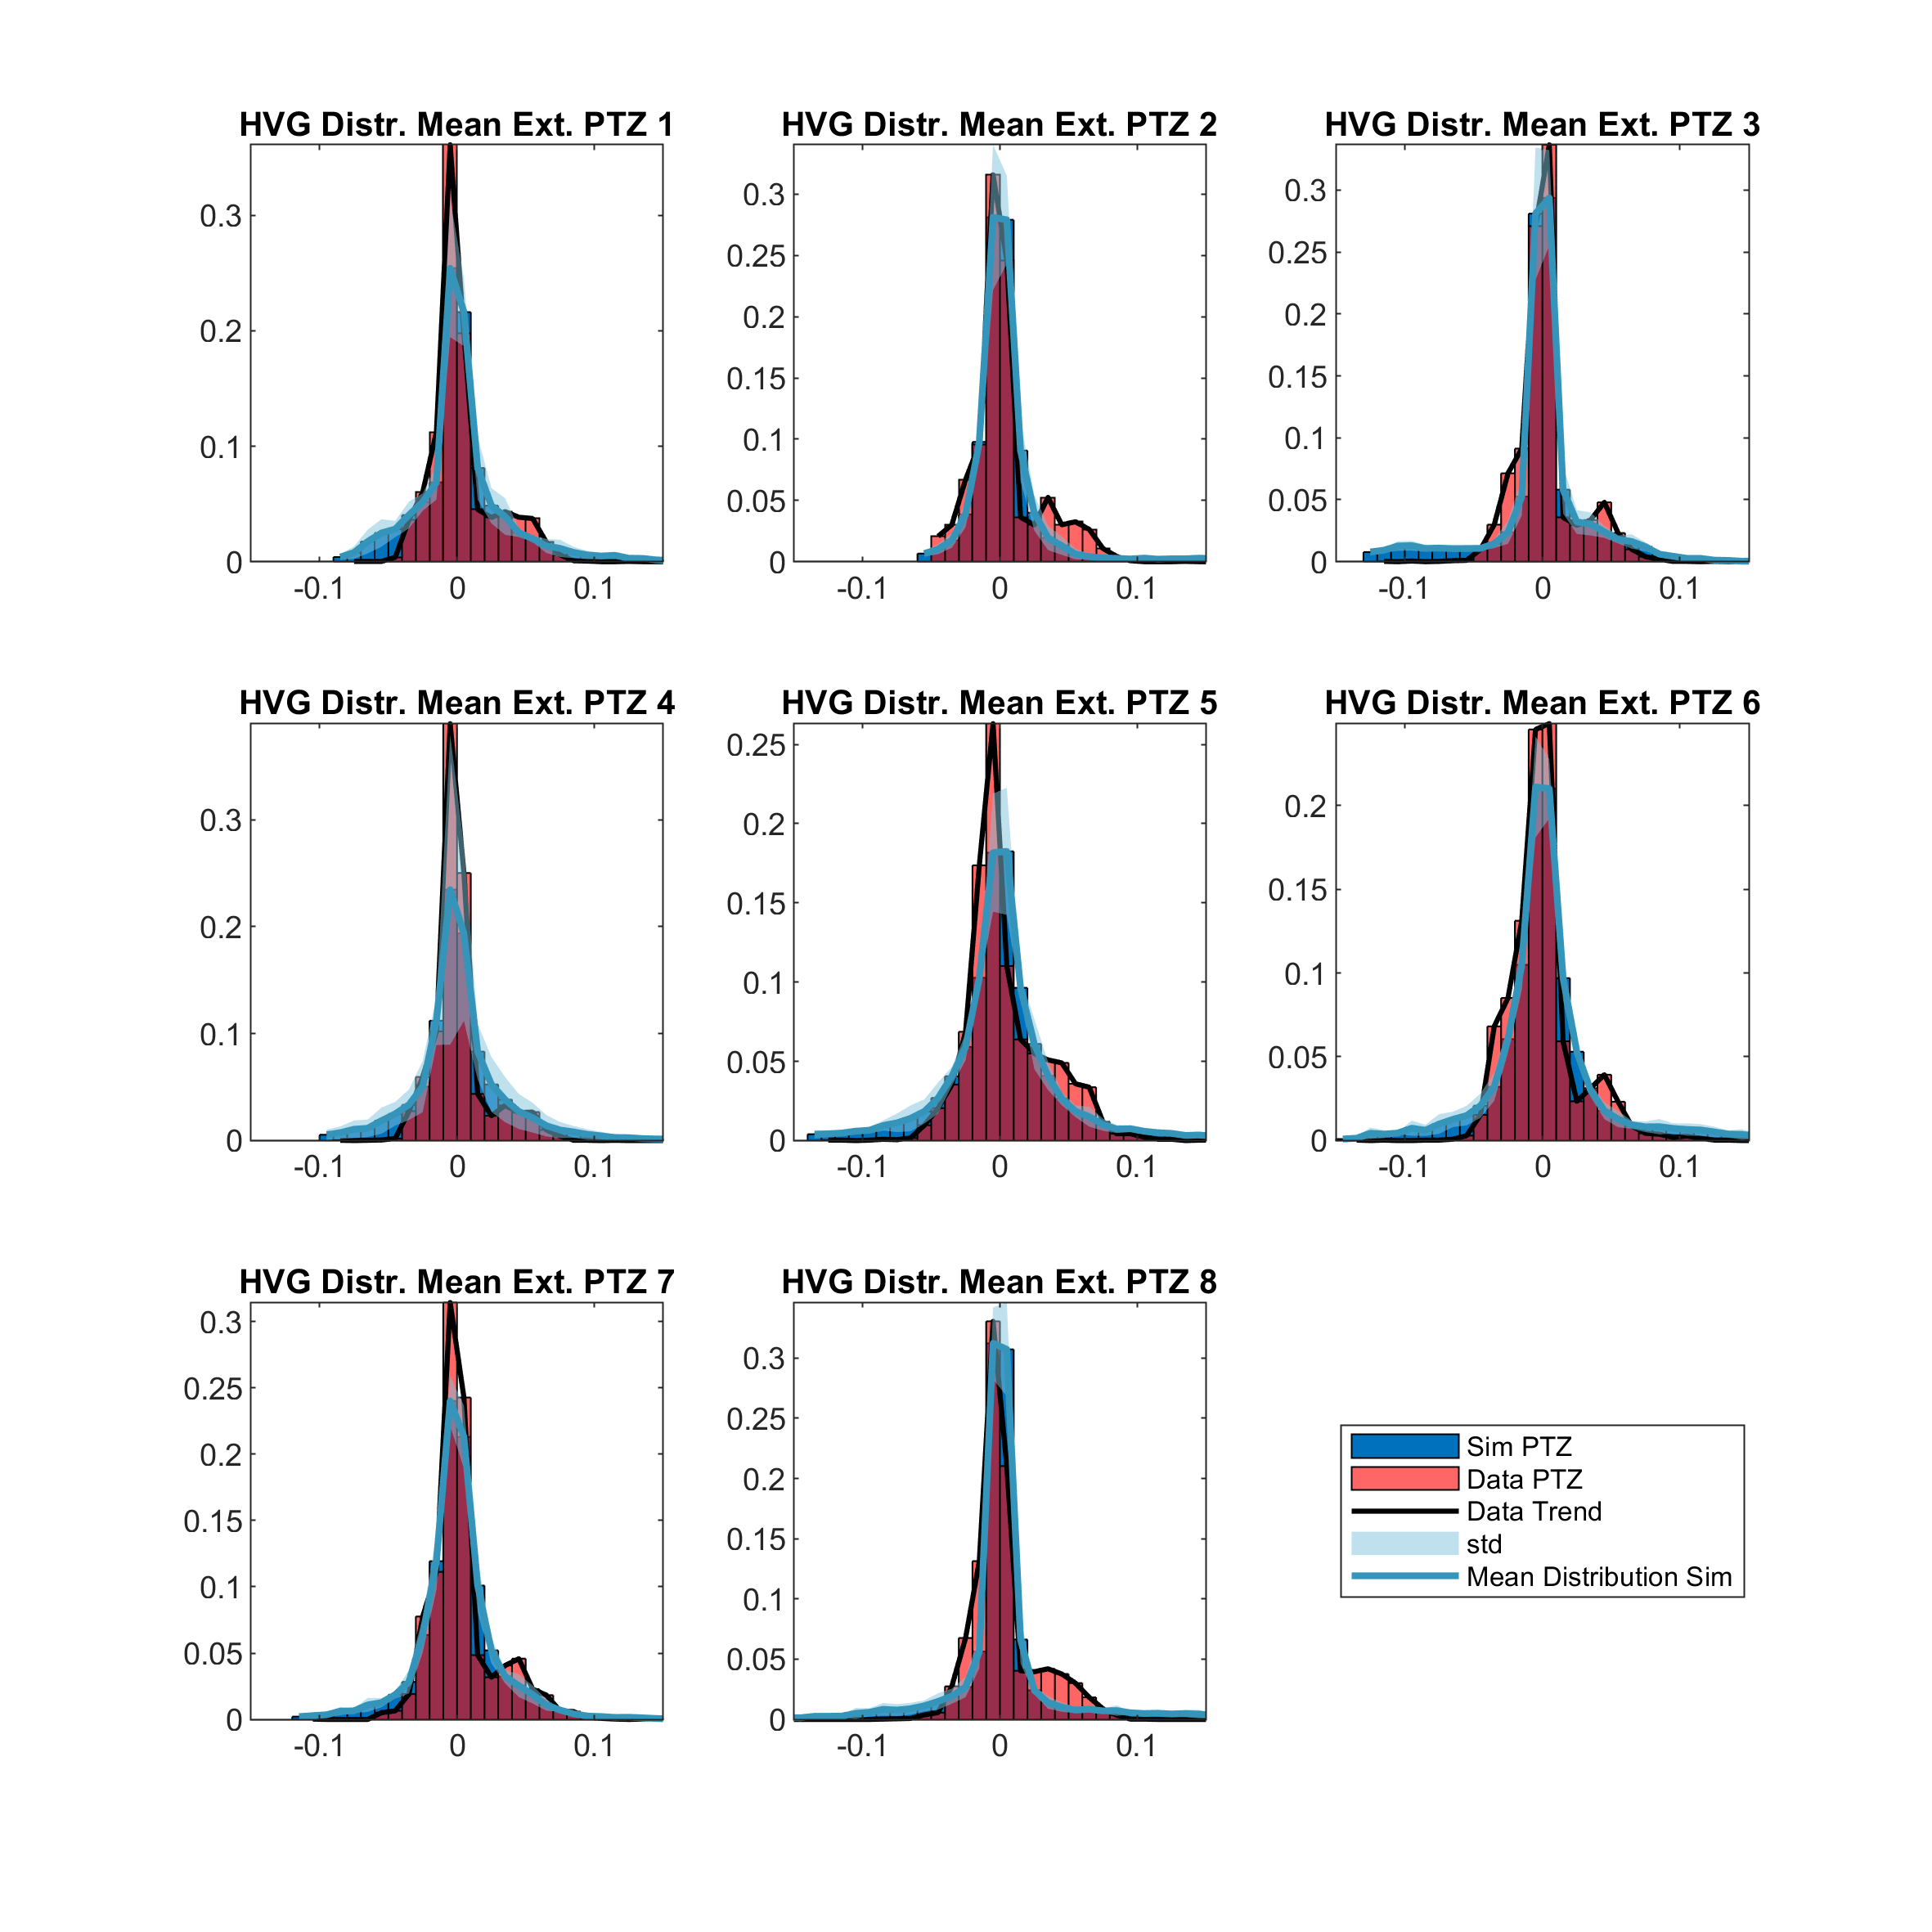 HVG Distr. Mean Ext. PTZ 1
0.3
0.2
0.1
0
-0.1 0 0.1
HVG Distr. Mean Ext. PTZ 2
0.3
0.25
0.2
0.15
0.1
0.05
0
-0.1 0 0.1
HVG Distr. Mean Ext. PTZ 3
0.3
0.25
0.2
0.15
0.1
0.05
0
-0.1 0 0.1
HVG Distr. Mean Ext. PTZ 4
0.3
0.2
0.1
0
-0.1 0 0.1
HVG Distr. Mean Ext. PTZ 5
0.25
0.2
0.15
0.1
0.05
0
-0.1 0 0.1
HVG Distr. Mean Ext. PTZ 6
0.2
0.15
0.1
0.05
0
-0.1 0 0.1
HVG Distr. Mean Ext. PTZ 7
0.3
0.25
0.2
0.15
0.1
0.05
0
-0.1 0 0.1
HVG Distr. Mean Ext. PTZ 8
0.3
0.25
0.2
0.15
0.1
0.05
0
-0.1 0 0.1
Sim PTZ
Data PTZ
Data Trend
std
Mean Distribution Sim